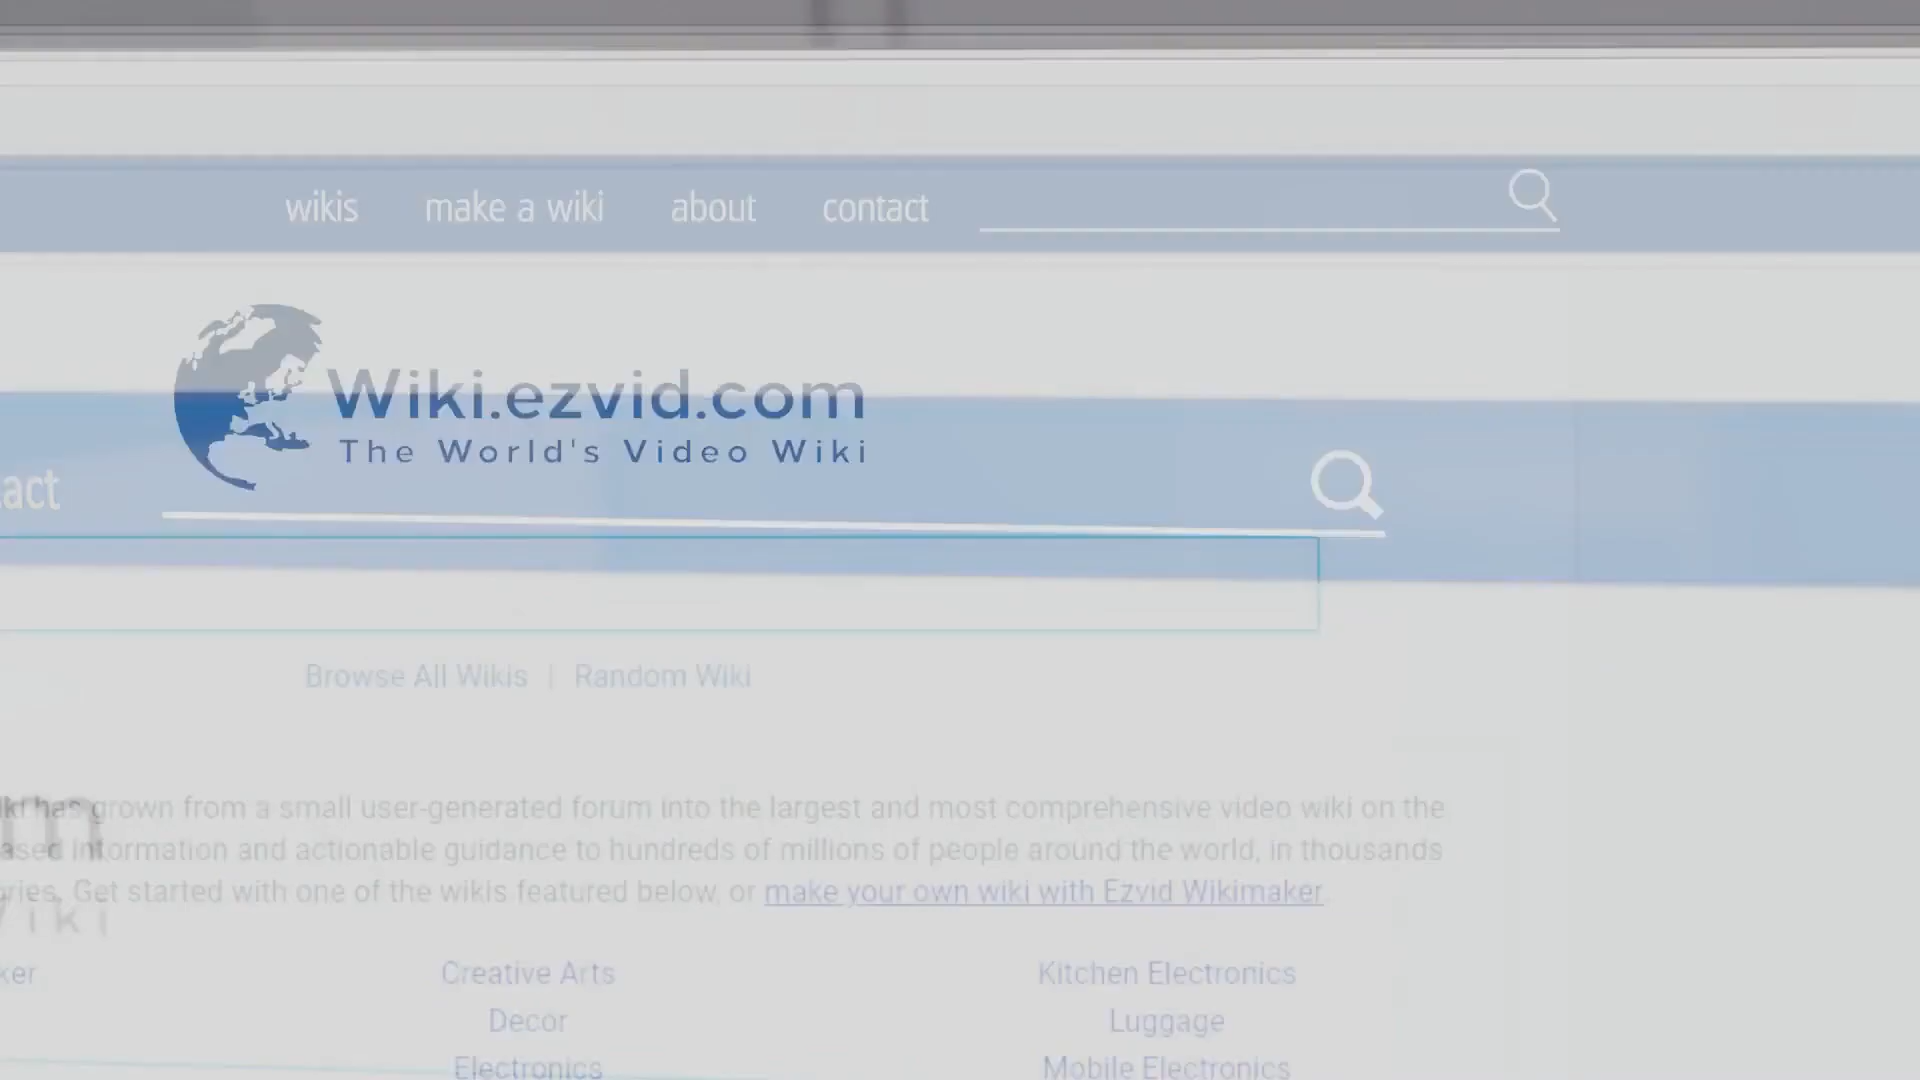 wikis make a wiki about contact
Wiki.ezvid.com
The World's Video Wiki
act
Browse All Wikis | Random Wiki
has grown from a small user-generated forum into the largest and most comprehensive video wiki on the
information and actionable guidance to hundreds of millions of people around the world, in thousands
Get started with one of the wikis featured below, or make your own wiki with Ezvid Wikimaker.
Wiki
ker Creative Arts Kitchen Electronics
Decor Luggage
Electronics Mobile Electronics